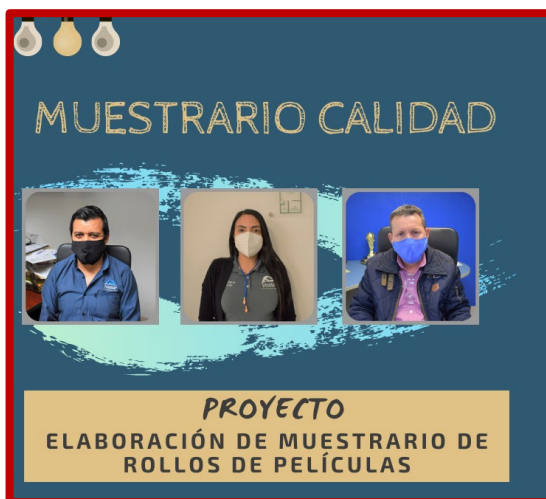 MUESTRARIO CALIDAD
PROYECTO
ELABORACIÓN DE MUESTRARIO DE
ROLLOS DE PELÍCULAS